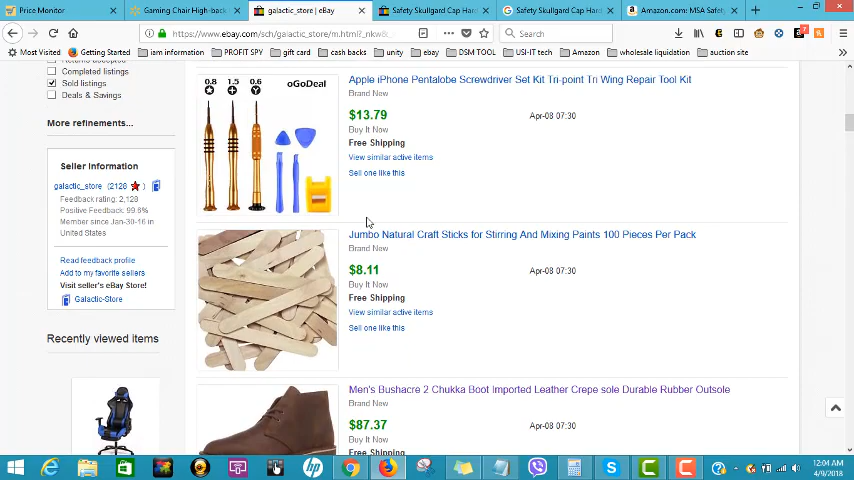 Price Monitor
Gaming Chair High-back
galactic_store | eBay
Safety Skullgard Cap Hard
Safety Skullgard Cap Hard
Amazon.com: MSA Safety
https://www.ebay.com/sch/galactic_store/m.html?_nkw&
Search
Most Visited
Getting Started
iam information
PROFIT SPY
gift card
cash backs
unity
ebay
DSM TOOL
USI-IT tech
Amazon
wholesale liquidation
auction site
Returns accepted
Completed listings
Sold listings
Deals & Savings
More refinements...
Seller Information
galactic_store (2128
Feedback rating: 2,128
Positive Feedback: 99.6%
Member since Jan-30-16 in
United States
Read feedback profile
Add to my favorite sellers
Visit seller's eBay Store!
Galactic-Store
Recently viewed items
0.8 1.5 0.6
oGoDeal
Apple iPhone Pentalobe Screwdriver Set Kit Tri-point Tri Wing Repair Tool Kit
Brand New
$13.79
Apr-08 07:30
Buy It Now
Free Shipping
View similar active items
Sell one like this
Jumbo Natural Craft Sticks for Stirring And Mixing Paints 100 Pieces Per Pack
Brand New
$8.11
Apr-08 07:30
Buy It Now
Free Shipping
View similar active items
Sell one like this
Men's Bushacre 2 Chukka Boot Imported Leather Crepe sole Durable Rubber Outsole
Brand New
$87.37
Apr-08 07:30
Buy It Now
Free Shipping
12:04 AM
4/9/2018